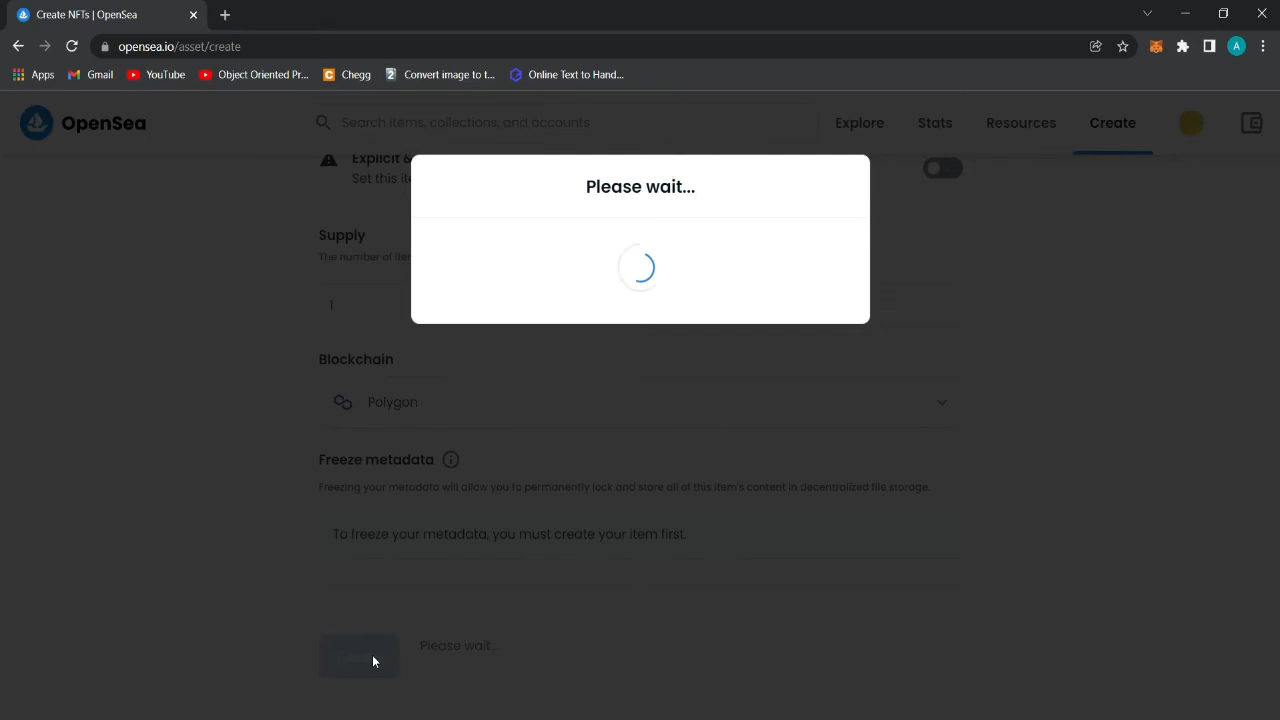 Create NFTs | OpenSea
opensea.io/asset/create
A
Apps
Gmail
YouTube
Object Oriented Pr...
C
Chegg
2
Convert image to t...
Online Text to Hand...
OpenSea
Search items, collections, and accounts
Explore
Stats
Resources
Create
Explicit &
Set this ite
Please wait...
Supply
The number of iter
1
Blockchain
Polygon
Freeze metadata
Freezing your metadata will allow you to permanently lock and store all of this item's content in decentralized file storage.
To freeze your metadata, you must create your item first.
Please wait...